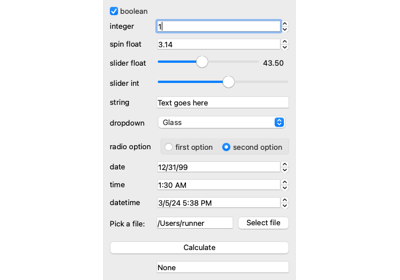 boolean
integer 1
spin float 3.14
slider float 43.50
slider int
string Text goes here
dropdown Glass
radio option first option second option
date 12/31/99
time 1:30 AM
datetime 3/5/24 5:38 PM
Pick a file: /Users/runner Select file
Calculate
None